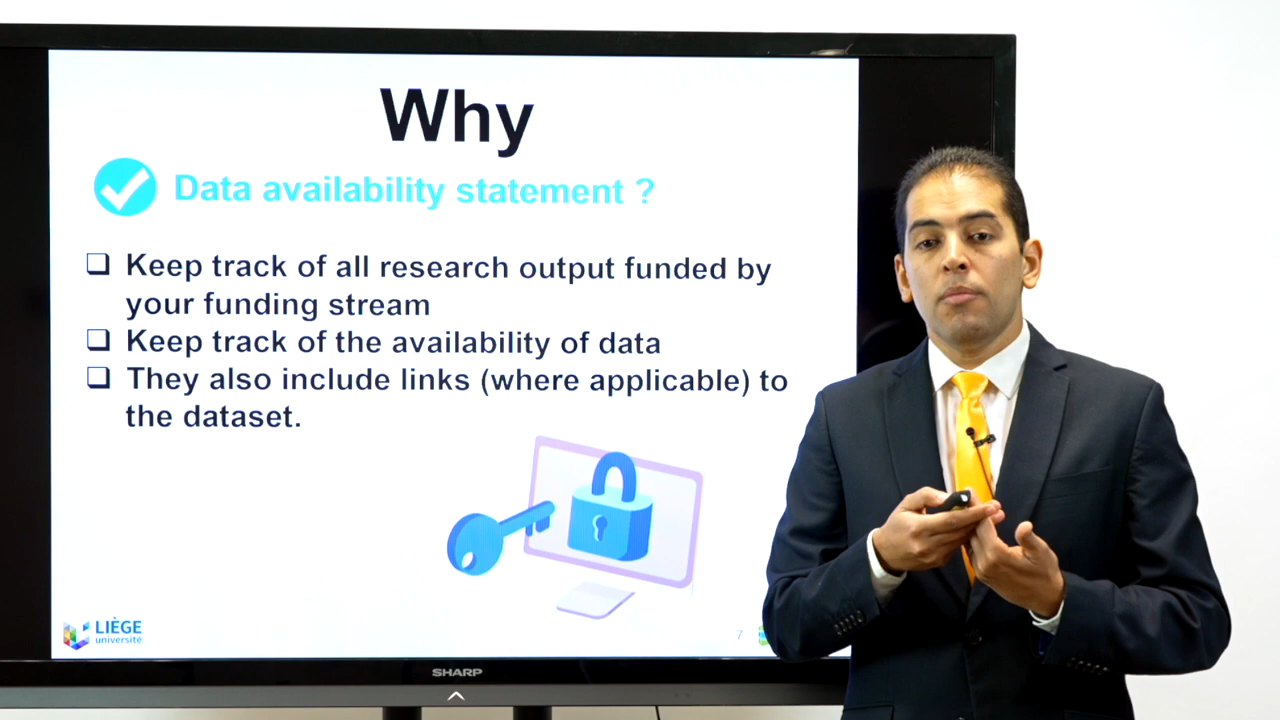 Why
Data availability statement ?
Keep track of all research output funded by
your funding stream
Keep track of the availability of data
They also include links (where applicable) to
the dataset.
LIÈGE
université
7
SHARP